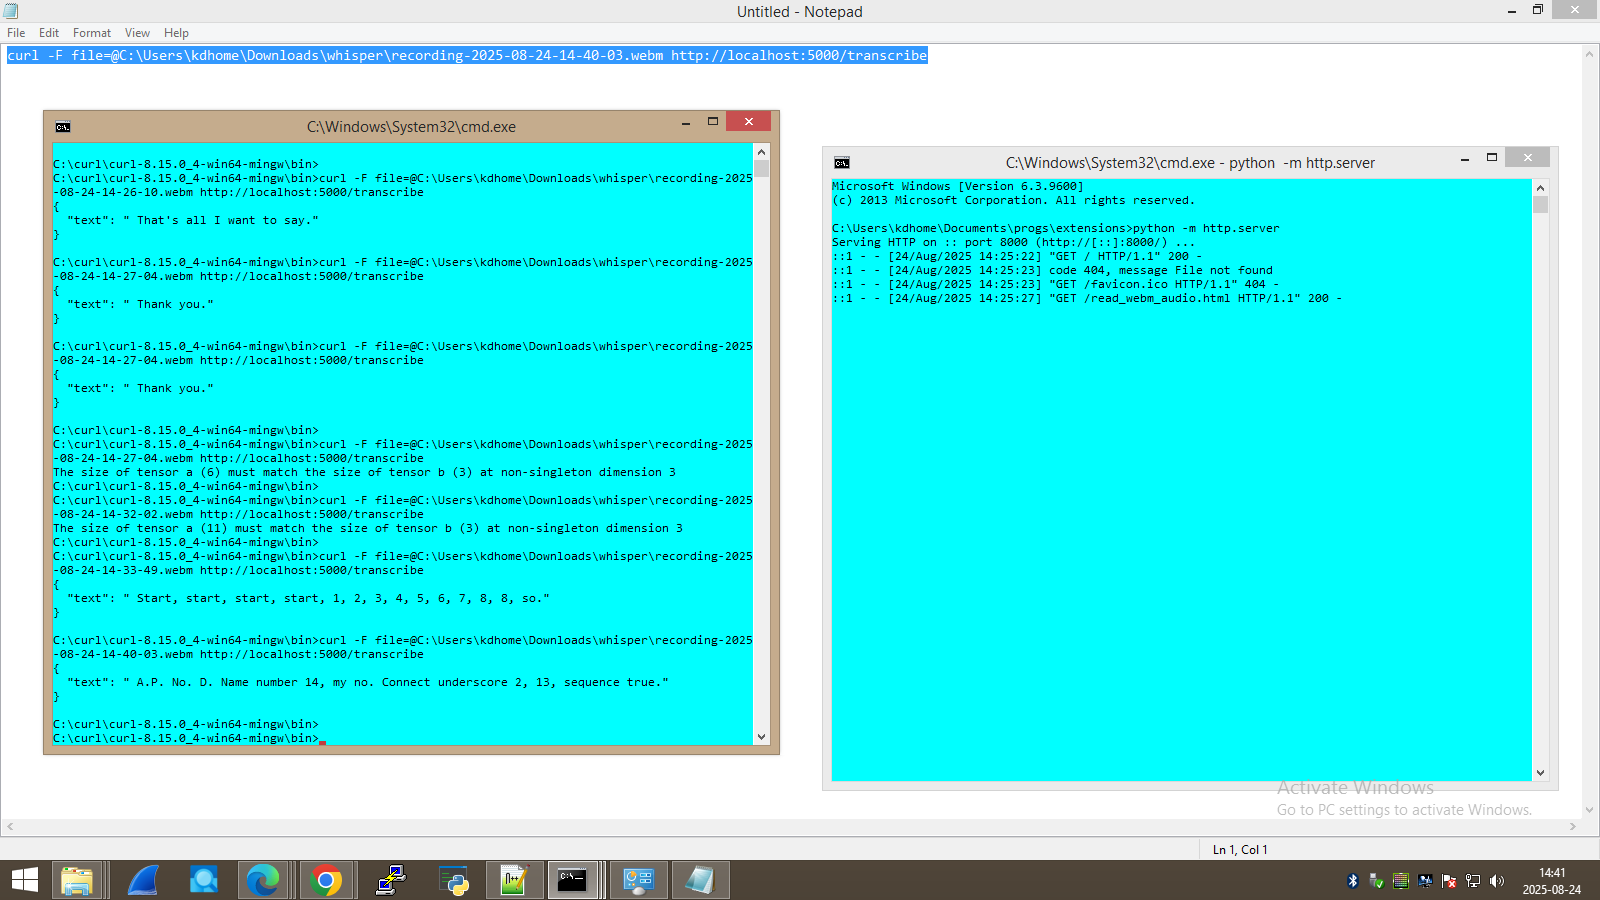 Untitled - Notepad
File Edit Format View Help
curl -F file=@C:\Users\kdhome\Downloads\whisper\recording-2025-08-24-14-40-03.webm http://localhost:5000/transcribe
C:\Windows\System32\cmd.exe
C:\curl\curl-8.15.0_4-win64-mingw\bin>
C:\curl\curl-8.15.0_4-win64-mingw\bin>curl -F file=@C:\Users\kdhome\Downloads\whisper\recording-2025
-08-24-14-26-10.webm http://localhost:5000/transcribe
{
"text": " That's all I want to say."
}
C:\curl\curl-8.15.0_4-win64-mingw\bin>curl -F file=@C:\Users\kdhome\Downloads\whisper\recording-2025
-08-24-14-27-04.webm http://localhost:5000/transcribe
{
"text": " Thank you."
}
C:\curl\curl-8.15.0_4-win64-mingw\bin>curl -F file=@C:\Users\kdhome\Downloads\whisper\recording-2025
-08-24-14-27-04.webm http://localhost:5000/transcribe
{
"text": " Thank you."
}
C:\curl\curl-8.15.0_4-win64-mingw\bin>
C:\curl\curl-8.15.0_4-win64-mingw\bin>curl -F file=@C:\Users\kdhome\Downloads\whisper\recording-2025
-08-24-14-27-04.webm http://localhost:5000/transcribe
The size of tensor a (6) must match the size of tensor b (3) at non-singleton dimension 3
C:\curl\curl-8.15.0_4-win64-mingw\bin>
C:\curl\curl-8.15.0_4-win64-mingw\bin>curl -F file=@C:\Users\kdhome\Downloads\whisper\recording-2025
-08-24-14-32-02.webm http://localhost:5000/transcribe
The size of tensor a (11) must match the size of tensor b (3) at non-singleton dimension 3
C:\curl\curl-8.15.0_4-win64-mingw\bin>
C:\curl\curl-8.15.0_4-win64-mingw\bin>curl -F file=@C:\Users\kdhome\Downloads\whisper\recording-2025
-08-24-14-33-49.webm http://localhost:5000/transcribe
{
"text": " Start, start, start, start, 1, 2, 3, 4, 5, 6, 7, 8, 8, so."
}
C:\curl\curl-8.15.0_4-win64-mingw\bin>curl -F file=@C:\Users\kdhome\Downloads\whisper\recording-2025
-08-24-14-40-03.webm http://localhost:5000/transcribe
{
"text": " A.P. No. D. Name number 14, my no. Connect underscore 2, 13, sequence true."
}
C:\curl\curl-8.15.0_4-win64-mingw\bin>
C:\curl\curl-8.15.0_4-win64-mingw\bin>
C:\Windows\System32\cmd.exe - python -m http.server
Microsoft Windows [Version 6.3.9600]
(c) 2013 Microsoft Corporation. All rights reserved.
C:\Users\kdhome\Documents\progs\extensions>python -m http.server
Serving HTTP on :: port 8000 (http://[::]:8000/) ...
::1 - - [24/Aug/2025 14:25:22] "GET / HTTP/1.1" 200 -
::1 - - [24/Aug/2025 14:25:23] code 404, message File not found
::1 - - [24/Aug/2025 14:25:23] "GET /favicon.ico HTTP/1.1" 404 -
::1 - - [24/Aug/2025 14:25:27] "GET /read_webm_audio.html HTTP/1.1" 200 -
Activate Windows
Go to PC settings to activate Windows.
Ln 1, Col 1
14:41
2025-08-24